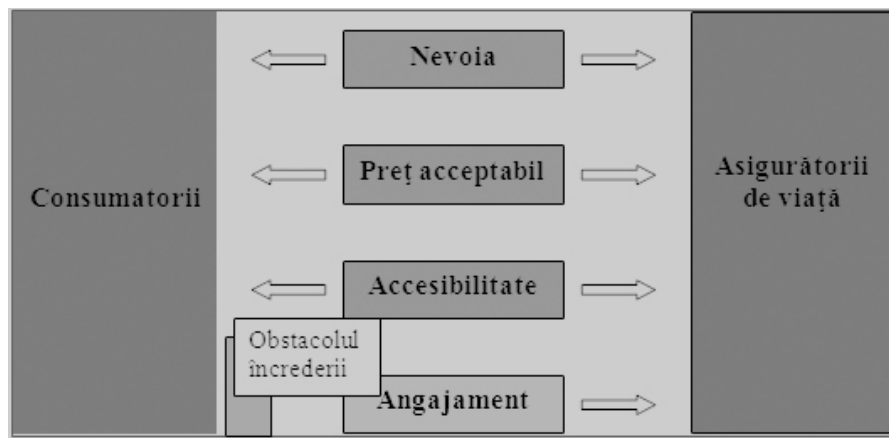 Nevoia
Preț acceptabil
Consumatorii
Asigurătorii
de viață
Accesibilitate
Obstacolul
încrederii
Angajament